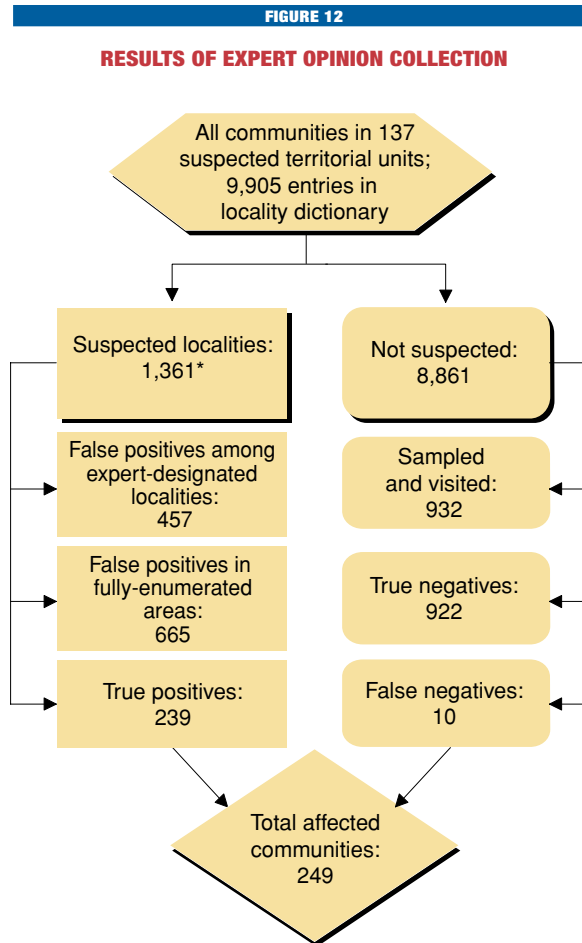 FIGURE 12
RESULTS OF EXPERT OPINION COLLECTION
All communities in 137
suspected territorial units;
9,905 entries in
locality dictionary
Suspected localities:
1,361*
Not suspected:
8,861
False positives among
expert-designated
localities:
457
Sampled
and visited:
932
False positives in
fully-enumerated
areas:
665
True negatives:
922
True positives:
239
False negatives:
10
Total affected
communities:
249